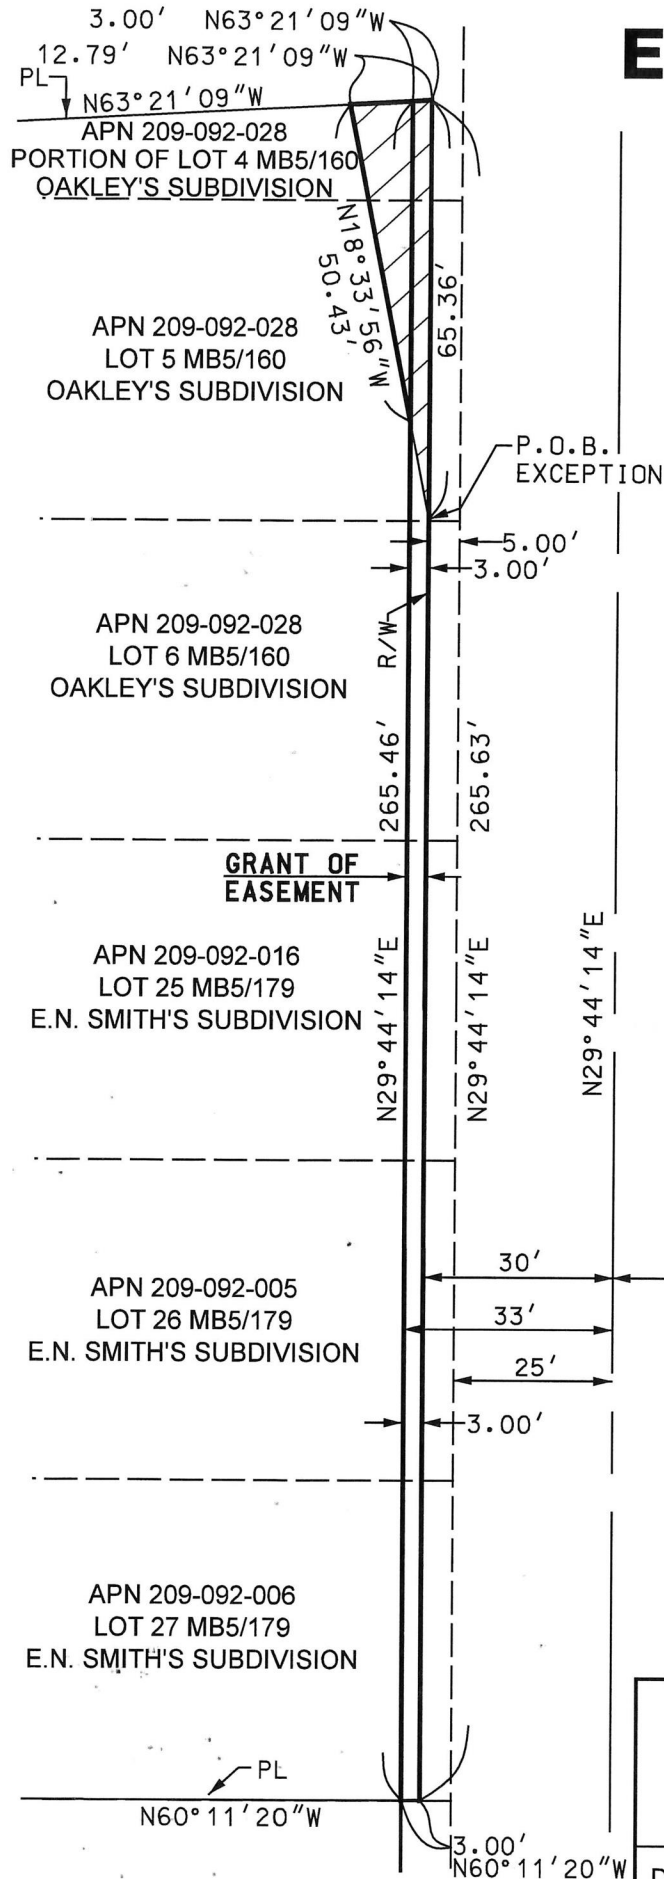 3.00' N63°21'09"W
E
12.79' N63°21'09"W
PL
N63°21'09"W
APN 209-092-028
PORTION OF LOT 4 MB5/160
OAKLEY'S SUBDIVISION
N18°33'56"W
50.43'
65.36'
APN 209-092-028
LOT 5 MB5/160
OAKLEY'S SUBDIVISION
P.O.B.
EXCEPTION
5.00'
3.00'
R/W
APN 209-092-028
LOT 6 MB5/160
OAKLEY'S SUBDIVISION
265.46'
265.63'
GRANT OF
EASEMENT
APN 209-092-016
LOT 25 MB5/179
E.N. SMITH'S SUBDIVISION
N29°44'14"E
N29°44'14"E
N29°44'14"E
30'
APN 209-092-005
LOT 26 MB5/179
E.N. SMITH'S SUBDIVISION
33'
25'
3.00'
APN 209-092-006
LOT 27 MB5/179
E.N. SMITH'S SUBDIVISION
PL
N60°11'20"W
3.00'
N60°11'20"W